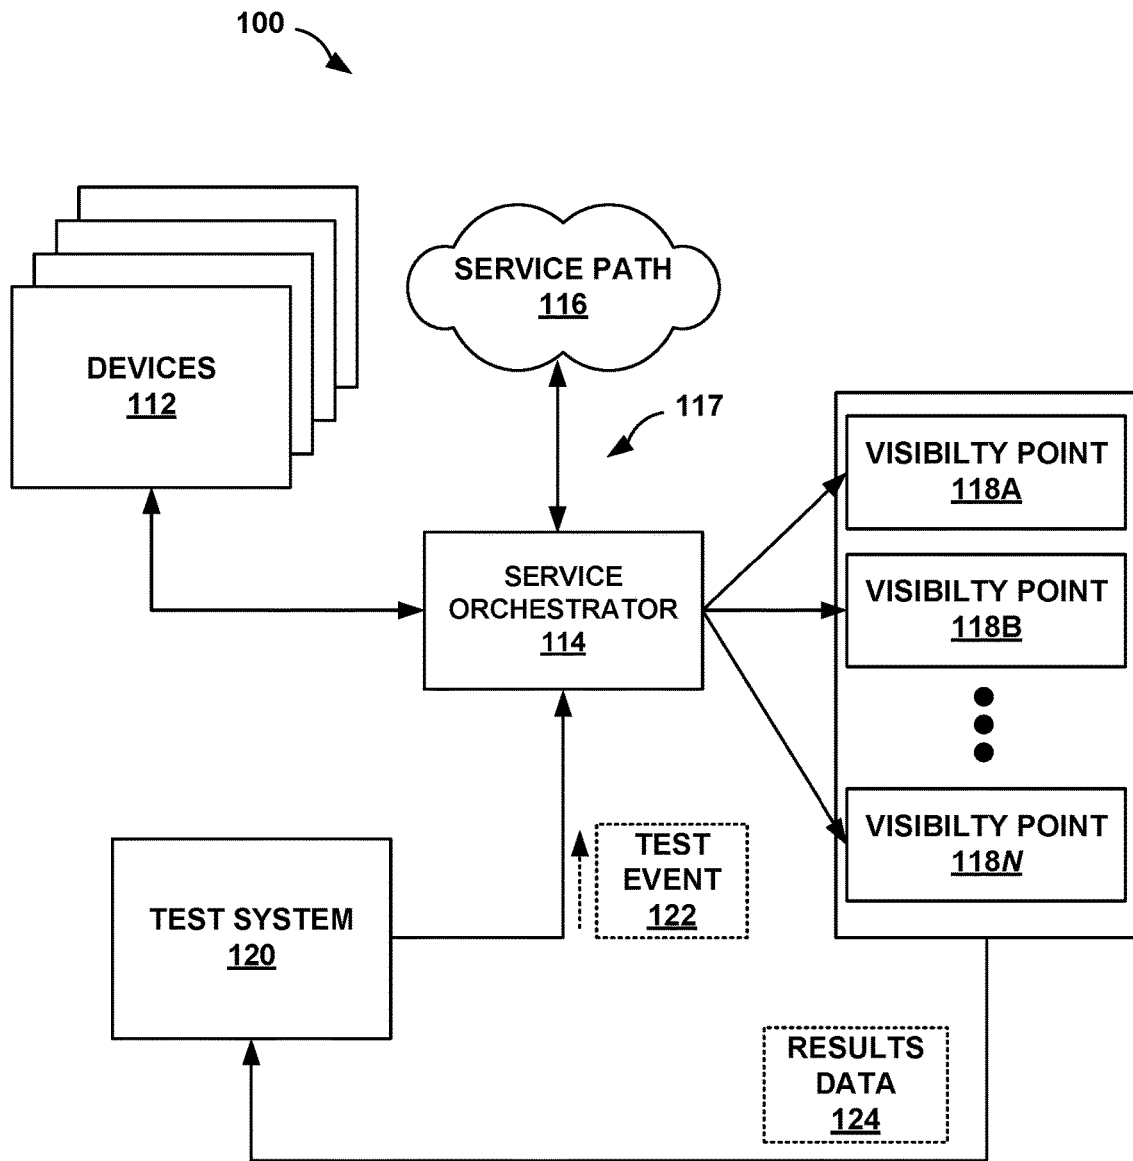 100
SERVICE PATH
116
DEVICES
112
117
VISIBILTY POINT
118A
SERVICE
ORCHESTRATOR
114
VISIBILTY POINT
118B
VISIBILTY POINT
118N
TEST
EVENT
122
TEST SYSTEM
120
RESULTS
DATA
124